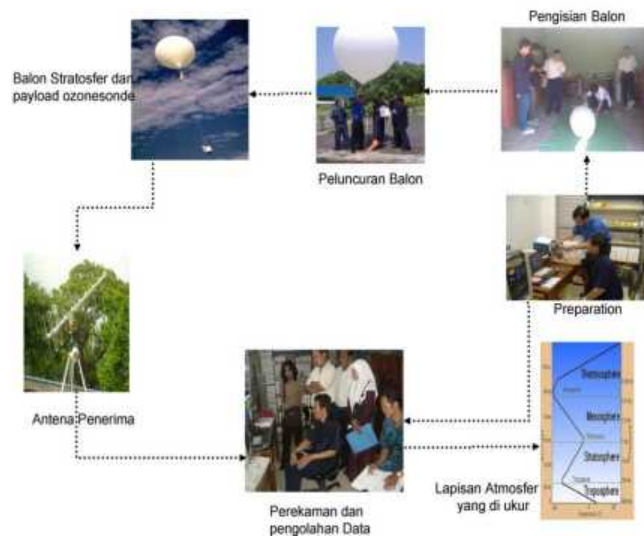 Pengisian Balon
Balon Stratosfer dan
payload ozonesonde
Peluncuran Balon
Preparation
Antena Penerima
Thermosphere
Mesosphere
Stratosphere
Troposphere
Lapisan Atmosfer
yang di ukur
Perekaman dan
pengolahan Data